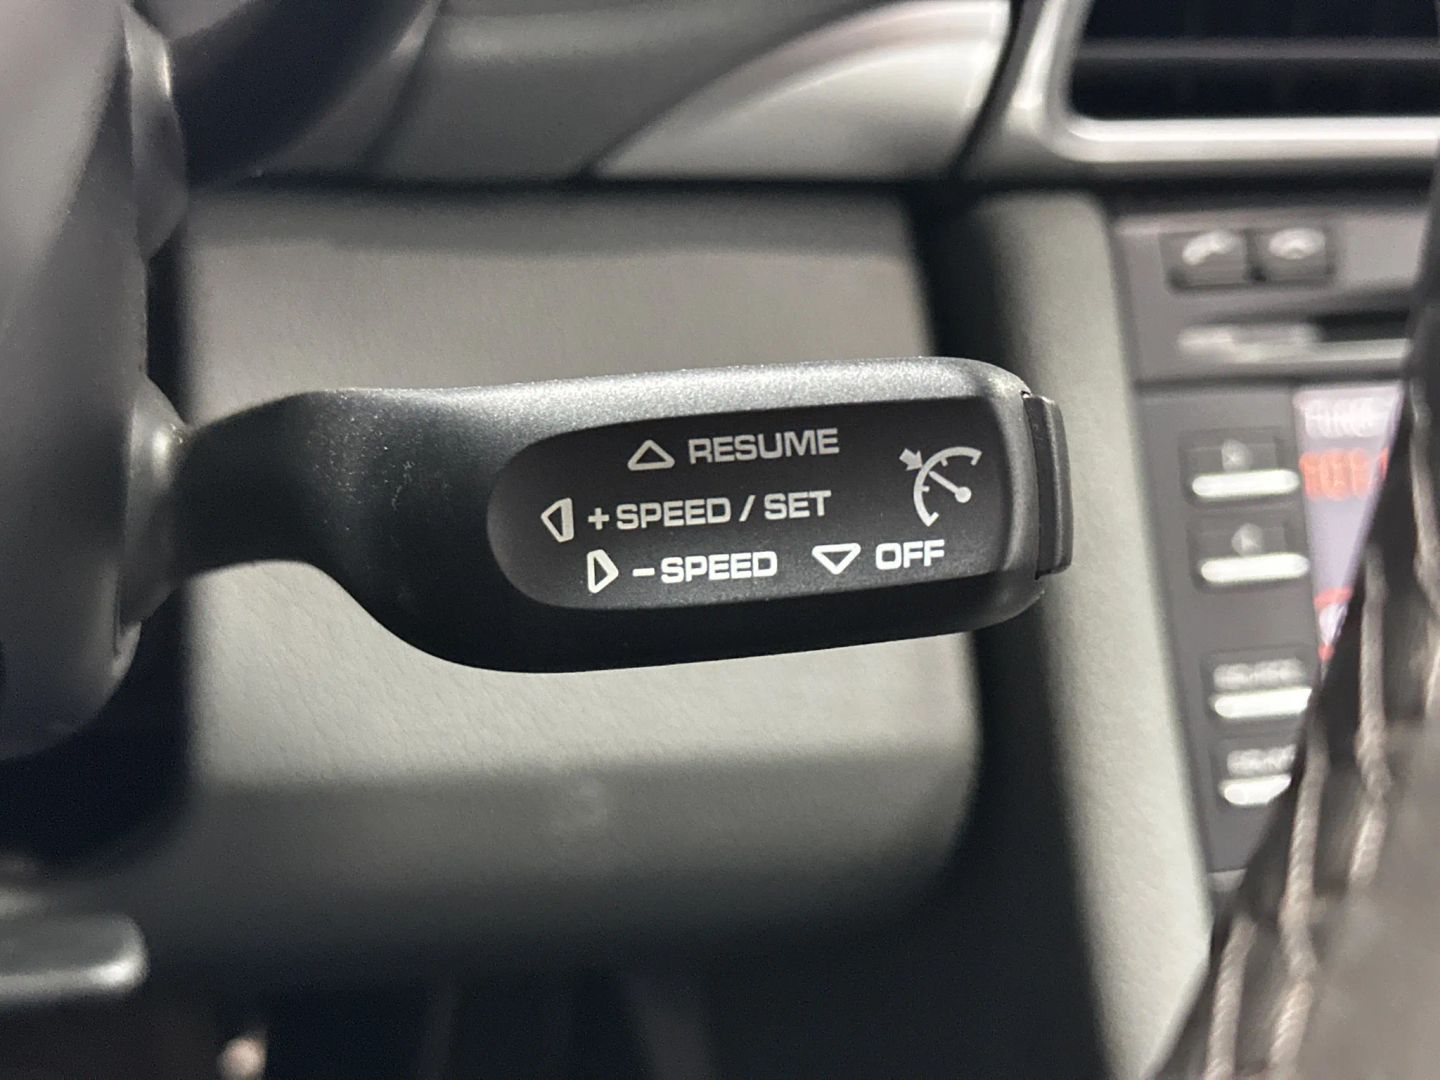 RESUME
+SPEED / SET
-SPEED OFF